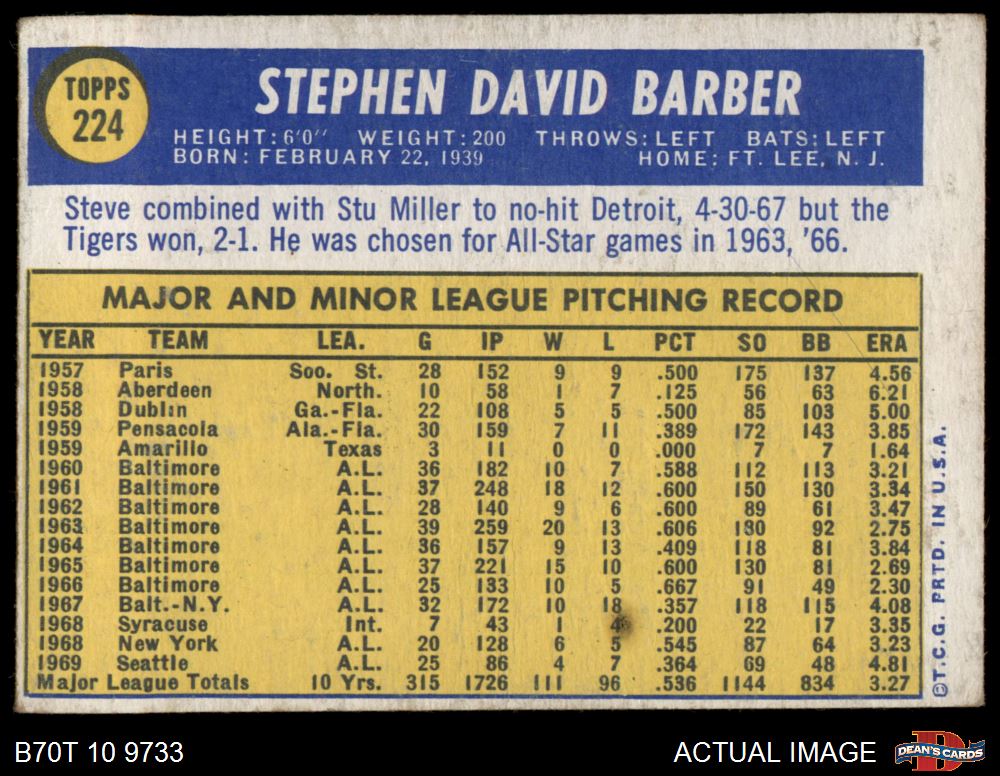 TOPPS
224
STEPHEN DAVID BARBER
HEIGHT: 6'0" WEIGHT: 200 THROWS: LEFT BATS: LEFT
BORN: FEBRUARY 22, 1939 HOME: FT. LEE, N. J.
Steve combined with Stu Miller to no-hit Detroit, 4-30-67 but the
Tigers won, 2-1. He was chosen for All-Star games in 1963, '66.
MAJOR AND MINOR LEAGUE PITCHING RECORD
YEAR TEAM LEA. G IP W L PCT SO BB ERA
1957 Paris Soo. St. 28 152 9 9 .500 175 137 4.56
1958 Aberdeen North. 10 58 1 7 .125 56 63 6.21
1958 Dublin Ga.-Fla. 22 108 5 5 .500 85 103 5.00
1959 Pensacola Ala.-Fla. 30 159 7 11 .389 172 143 3.85
1959 Amarillo Texas 3 11 0 0 .000 7 7 1.64
1960 Baltimore A.L. 36 182 10 7 .588 112 113 3.21
1961 Baltimore A.L. 37 248 18 12 .600 150 130 3.34
1962 Baltimore A.L. 28 140 9 6 .600 89 61 3.47
1963 Baltimore A.L. 39 259 20 13 .606 180 92 2.75
1964 Baltimore A.L. 36 157 9 13 .409 118 81 3.84
1965 Baltimore A.L. 37 221 15 10 .600 130 81 2.69
1966 Baltimore A.L. 25 133 10 5 .667 91 49 2.30
1967 Balt.-N.Y. A.L. 32 172 10 18 .357 118 115 4.08
1968 Syracuse Int. 7 43 1 4 .200 22 17 3.35
1968 New York A.L. 20 128 6 5 .545 87 64 3.23
1969 Seattle A.L. 25 86 4 7 .364 69 48 4.81
Major League Totals 10 Yrs. 315 1726 111 96 .536 1144 834 3.27
©T.C.G. PRTD. IN U.S.A.
B70T 10 9733 ACTUAL IMAGE
DEAN'S CARDS